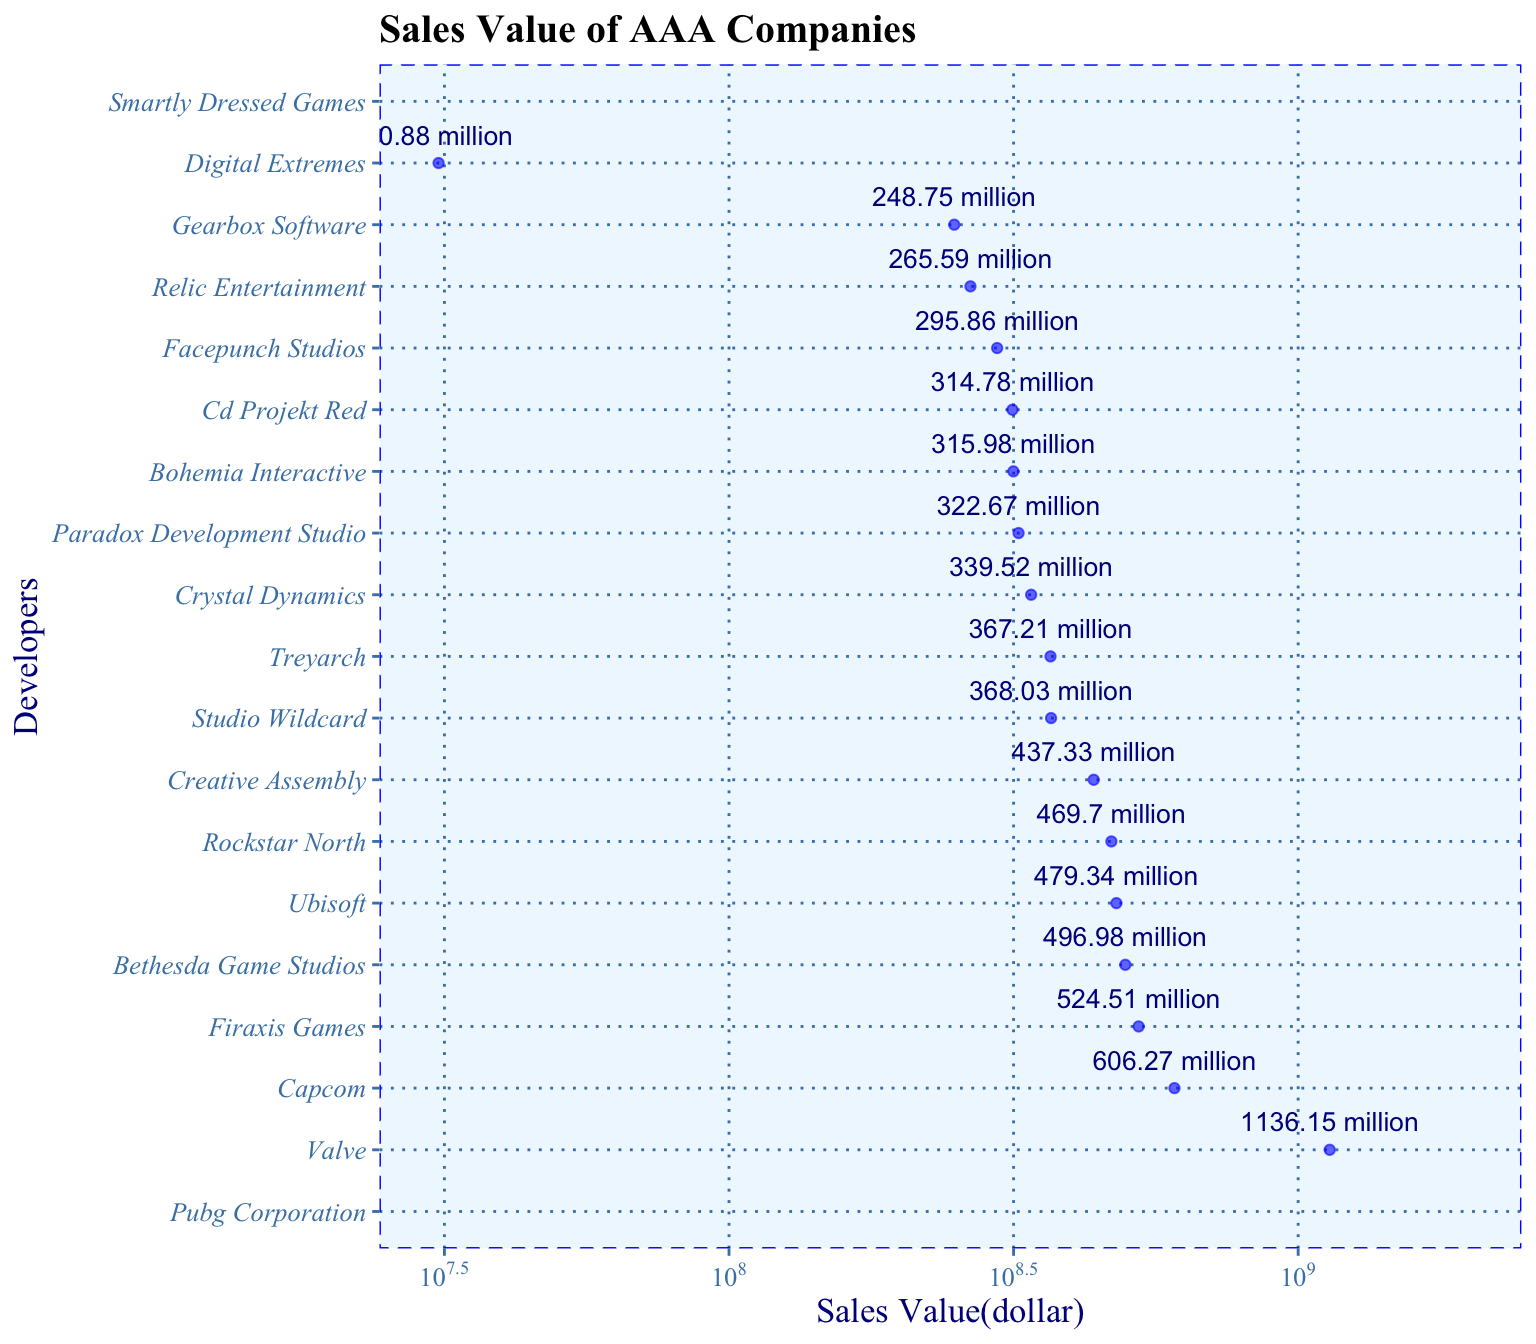 Sales Value of AAA Companies
Smartly Dressed Games
0.88 million
Digital Extremes
248.75 million
Gearbox Software
265.59 million
Relic Entertainment
295.86 million
Facepunch Studios
314.78 million
Cd Projekt Red
315.98 million
Bohemia Interactive
322.67 million
Paradox Development Studio
339.52 million
Crystal Dynamics
367.21 million
Treyarch
368.03 million
Studio Wildcard
437.33 million
Creative Assembly
469.7 million
Rockstar North
479.34 million
Ubisoft
496.98 million
Bethesda Game Studios
524.51 million
Firaxis Games
606.27 million
Capcom
1136.15 million
Valve
Pubg Corporation
Developers
10^7.5 10^8 10^8.5 10^9
Sales Value(dollar)